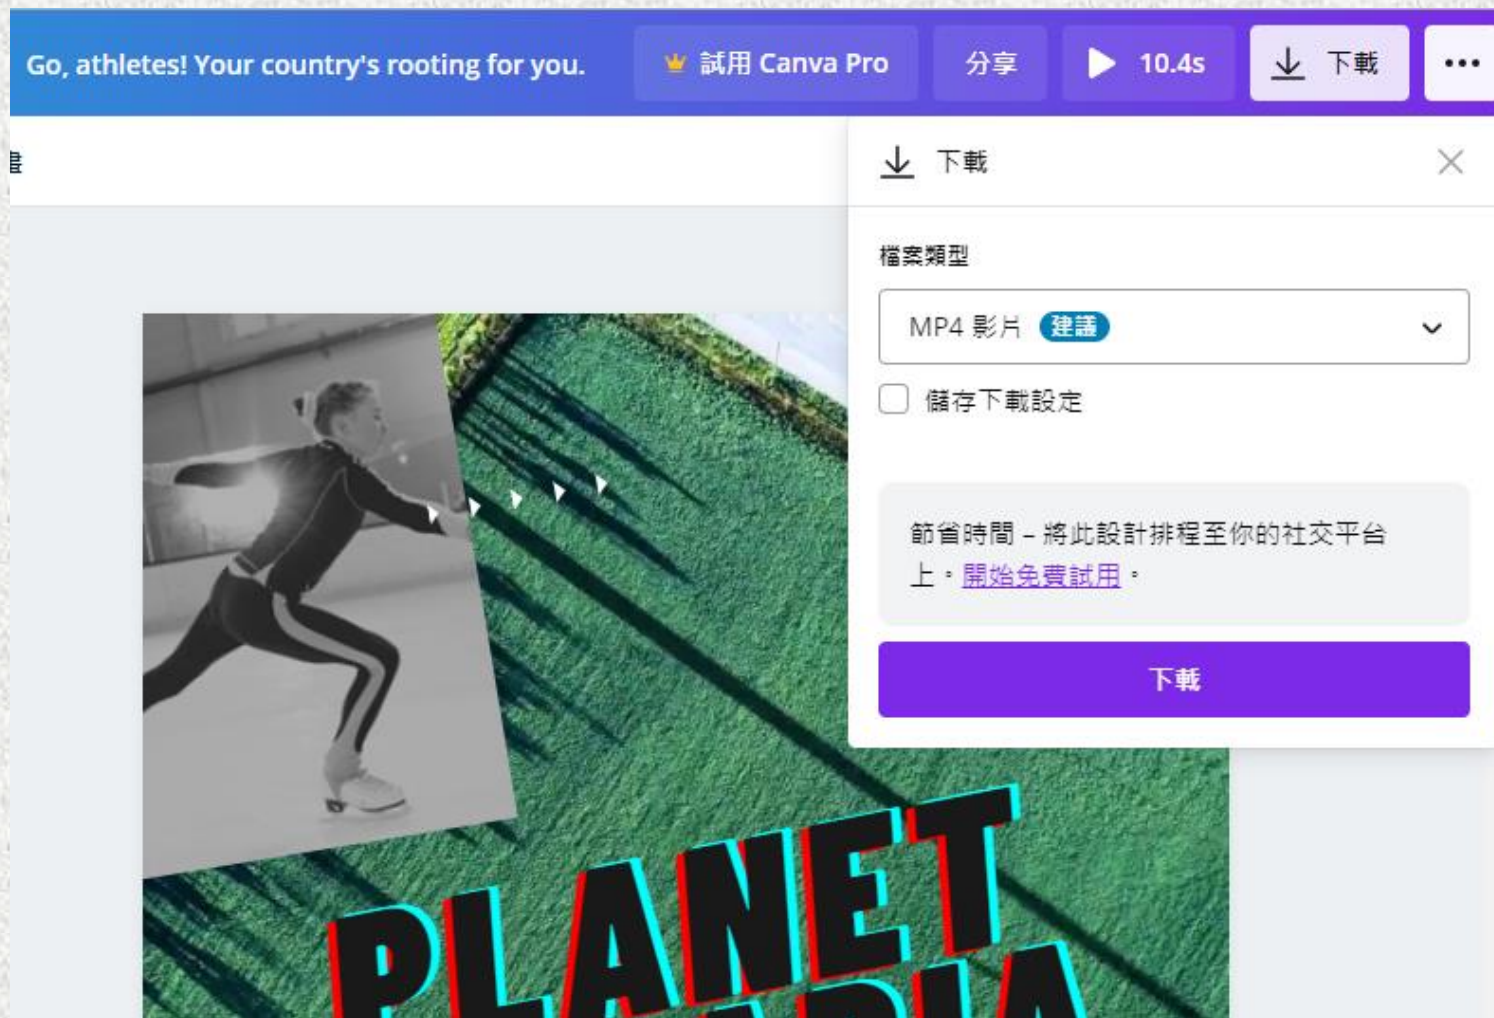 Go, athletes! Your country's rooting for you.
試用 Canva Pro
分享
10.4s
下載
下載
檔案類型
MP4 影片 建議
儲存下載設定
節省時間 – 將此設計排程至你的社交平台
上。開始免費試用。
下載
PLANET